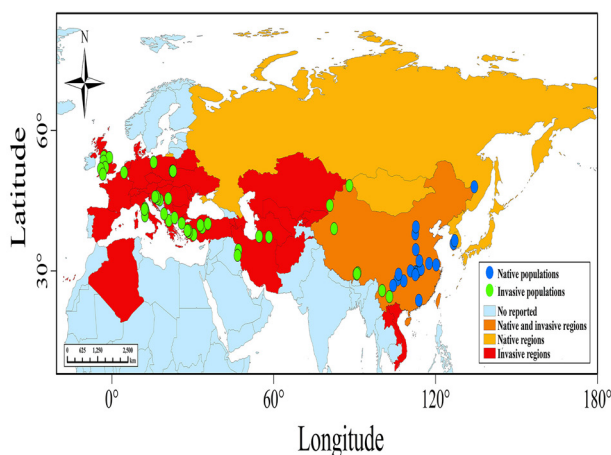 N
60°
30°
Latitude
Native populations
Invasive populations
No reported
Native and invasive regions
Native regions
Invasive regions
0 625 1,250 2,500
km
0° 60° 120° 180°
Longitude